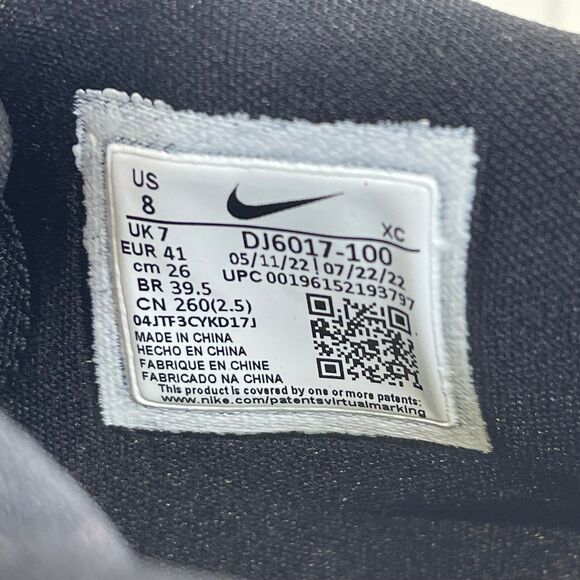 US
8
XC
UK 7
DJ6017-100
EUR 41
05/11/22 | 07/22/22
cm 26
UPC 00196152193797
BR 39.5
CN 260(2.5)
04JTF3CYKD17J
MADE IN CHINA
HECHO EN CHINA
FABRIQUE EN CHINE
FABRICADO NA CHINA
This product is covered by one or more patents:
www.nike.com/patentsvirtualmarking